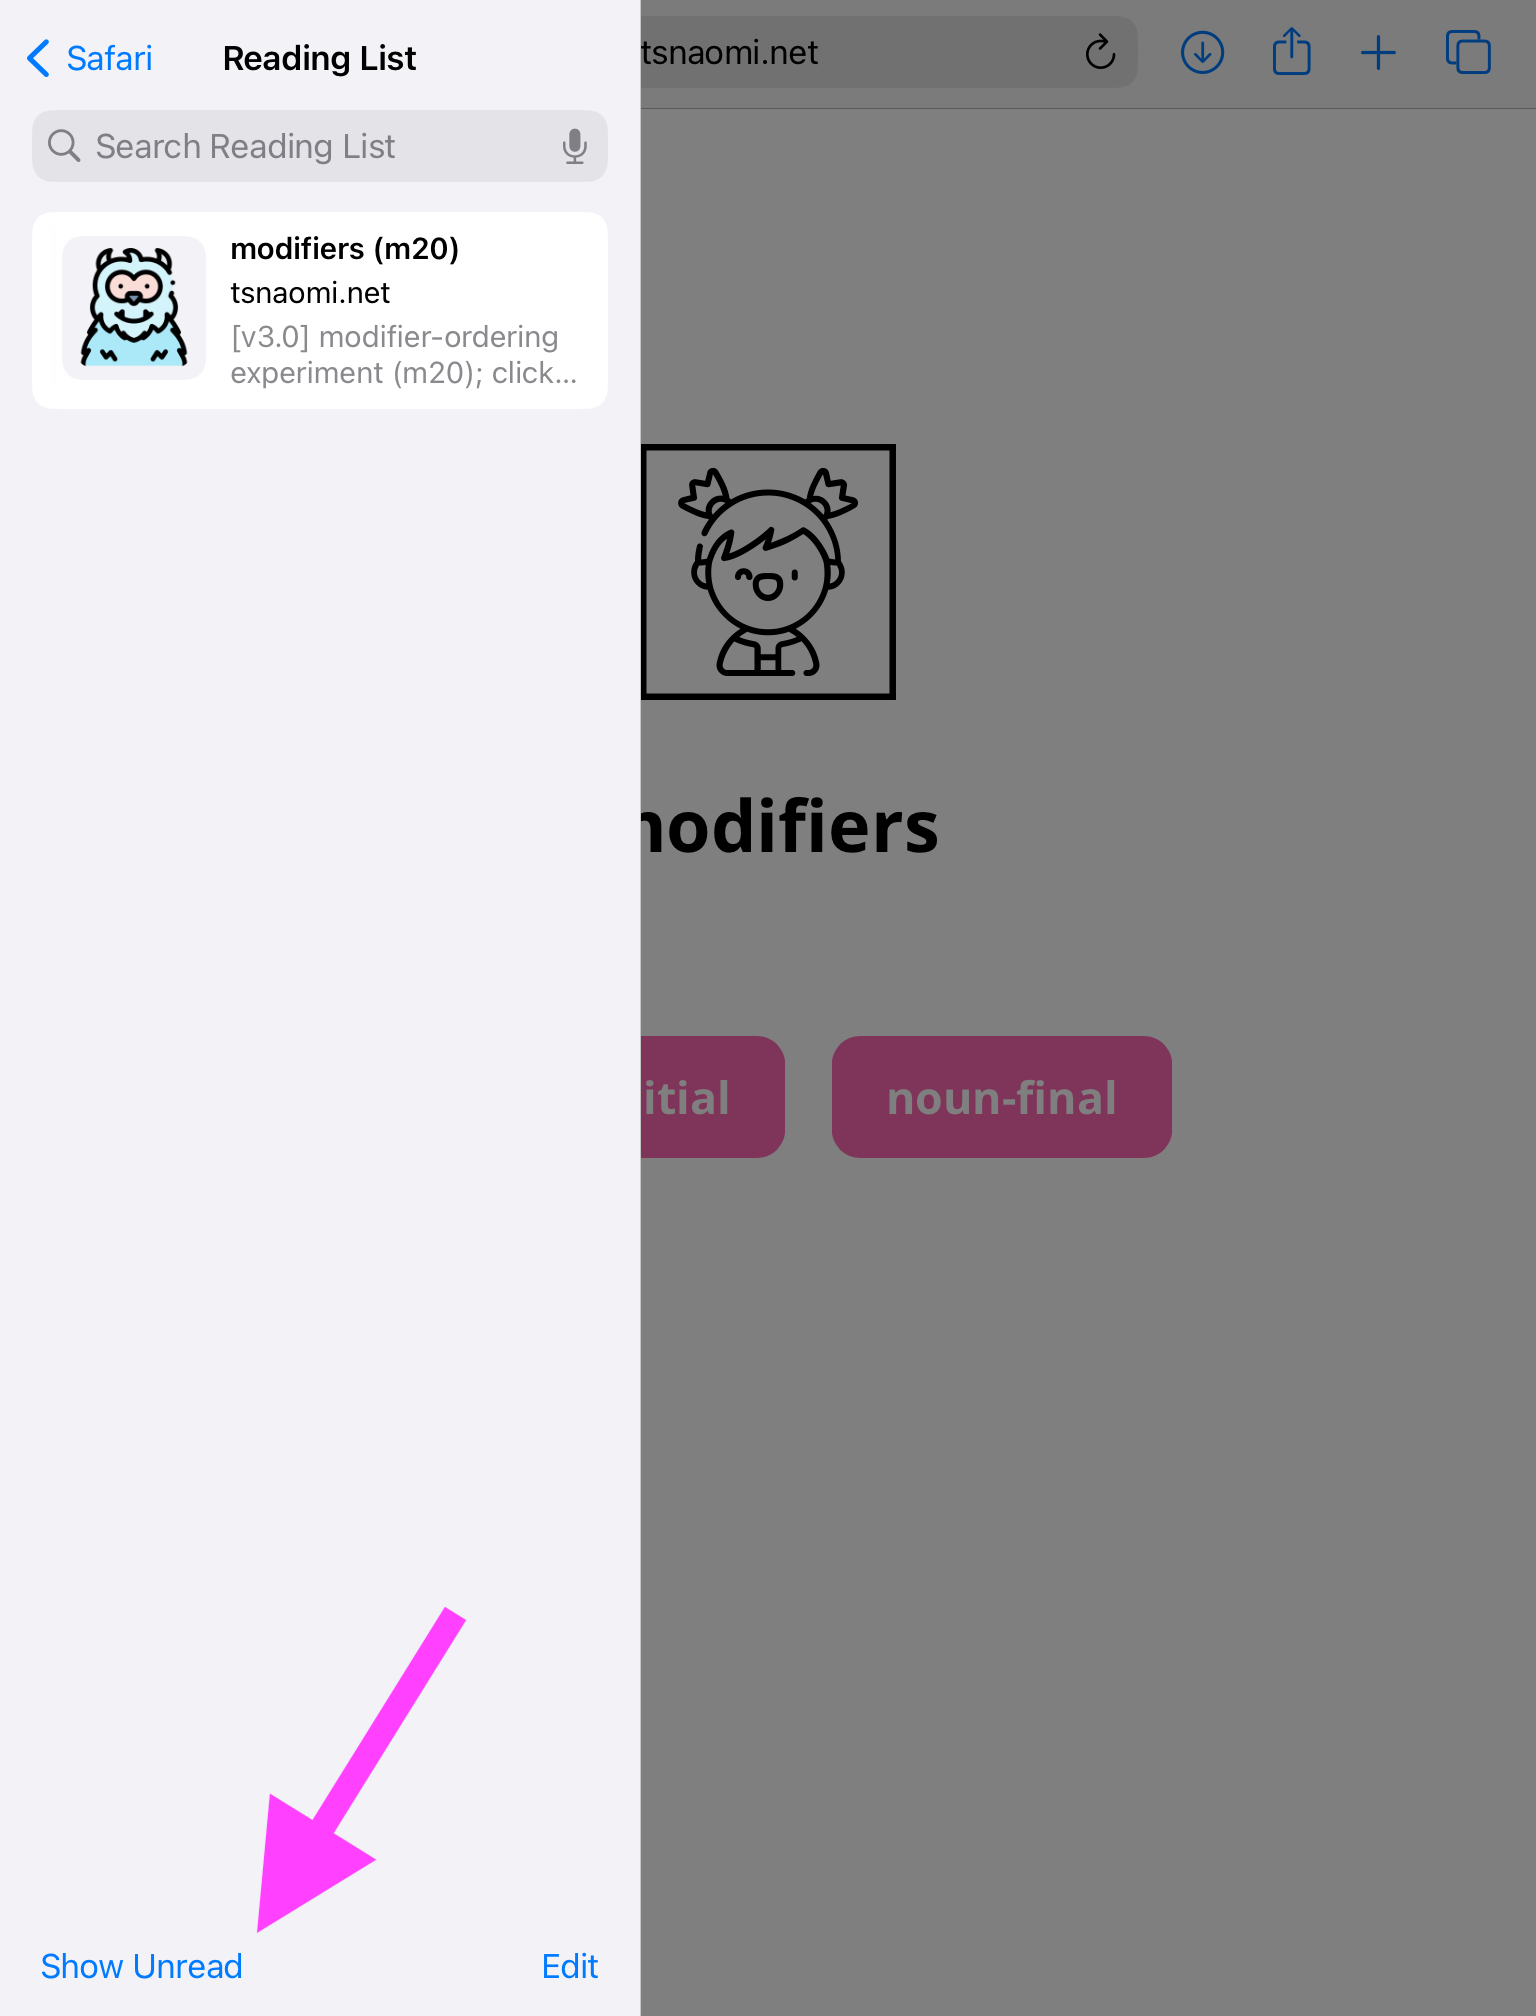 Safari
Reading List
tsnaomi.net
Search Reading List
modifiers (m20)
tsnaomi.net
[v3.0] modifier-ordering
experiment (m20); click...
odifiers
itial
noun-final
Show Unread
Edit